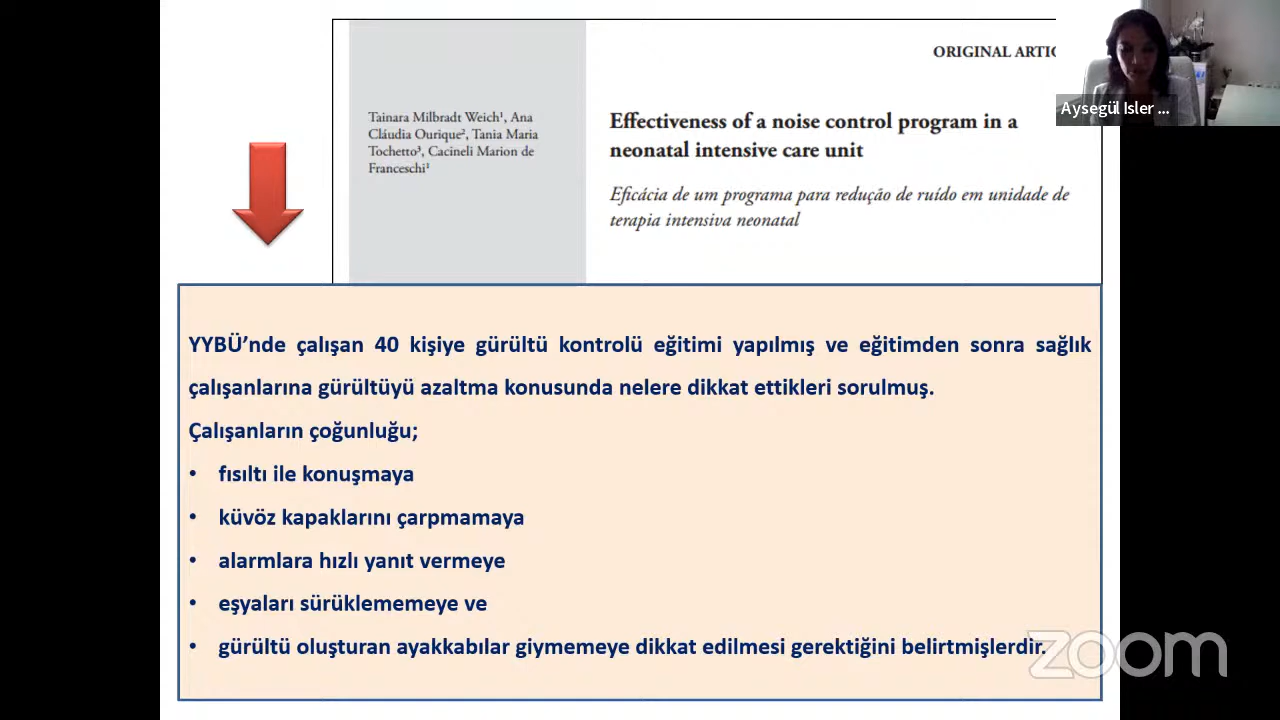 ORIGINAL ARTIC
Tainara Milbradt Weich¹, Ana
Cláudia Ourique², Tania Maria
Tochetto³, Cacineli Marion de
Franceschi¹
Effectiveness of a noise control program in a
neonatal intensive care unit
Eficácia de um programa para redução de ruído em unidade de
terapia intensiva neonatal
Aysegül Isler ...
YYBÜ’nde çalışan 40 kişiye gürültü kontrolü eğitimi yapılmış ve eğitimden sonra sağlık
çalışanlarına gürültüyü azaltma konusunda nelere dikkat ettikleri sorulmuş.
Çalışanların çoğunluğu;
• fısıltı ile konuşmaya
• küvöz kapaklarını çarpmamaya
• alarmlara hızlı yanıt vermeye
• eşyaları sürüklememeye ve
• gürültü oluşturan ayakkabılar giymemeye dikkat edilmesi gerektiğini belirtmişlerdir.
zoom